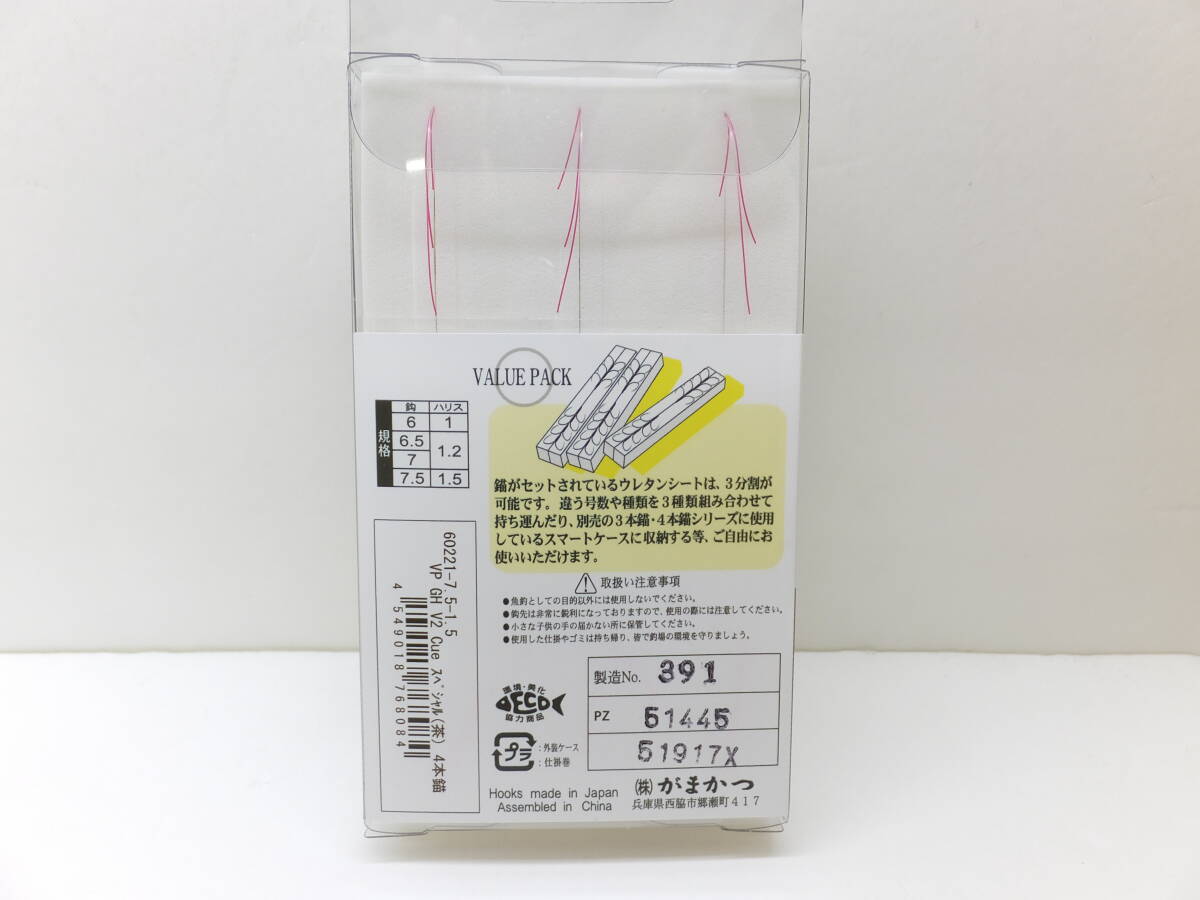 VALUE PACK
規格
鈎 ハリス
6 1
6.5 1.2
7
7.5 1.5
錨がセットされているウレタンシートは、3分割が
可能です。違う号数や種類を3種類組み合わせて
持ち運んだり、別売の3本錨・4本錨シリーズに使用
しているスマートケースに収納する等、ご自由にお
使いいただけます。
取扱い注意事項
●魚釣としての目的以外には使用しないでください。
●鈎先は非常に鋭利になっておりますので、使用の際には注意してください。
●小さな子供の手の届かない所に保管してください。
●使用した仕掛やゴミは持ち帰り、皆で釣場の環境を守りましょう。
60221-7.5-1.5
VP GH V2 Cue ｽﾍﾟｼｬﾙ(茶) 4本錨
4 549018 768084
環境・美化
ECO
協力商品
プラ
:外装ケース
:仕掛巻
製造No. 391
PZ 51445
51917X
Hooks made in Japan
Assembled in China
(株)がまかつ
兵庫県西脇市郷瀬町417